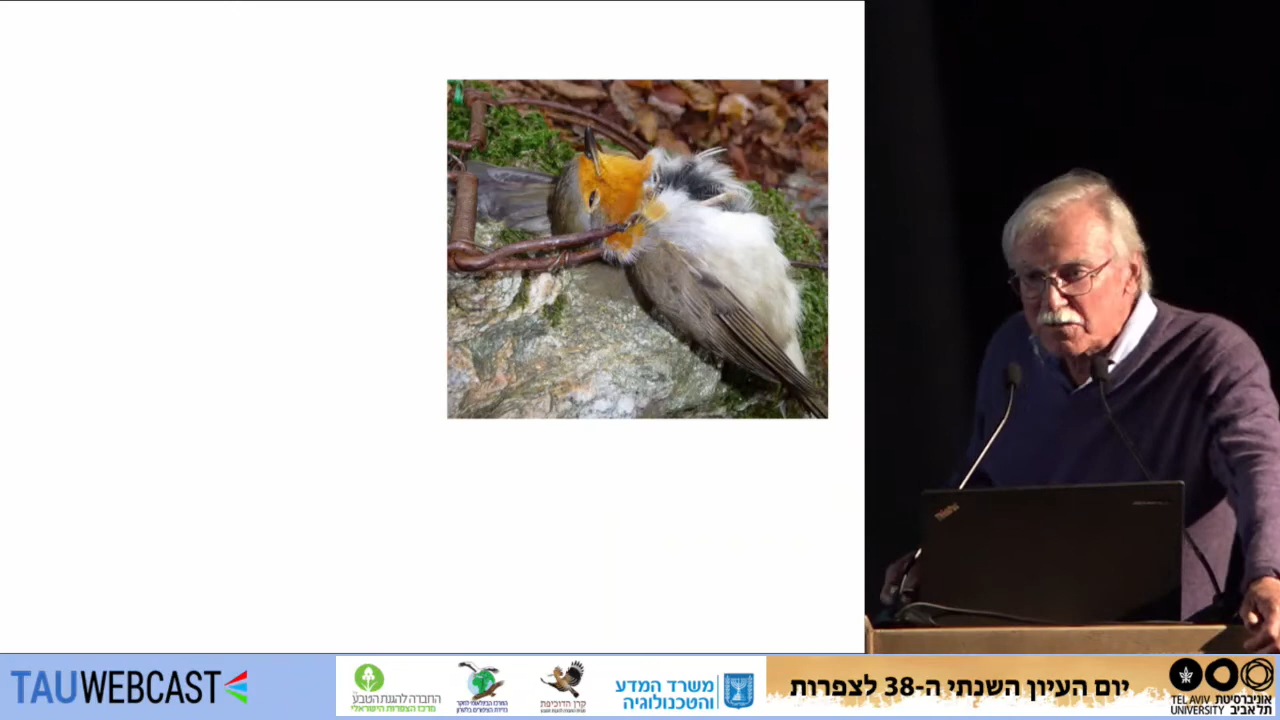 ThinkPad
TAUWEBCAST
החברה להגנת הטבע
מרכז הצפרות הישראלי
קרן הדוכיפת
משרד המדע
והטכנולוגיה
יום העיון השנתי ה-38 לצפרות
TEL AVIV אוניברסיטת
UNIVERSITY תל אביב